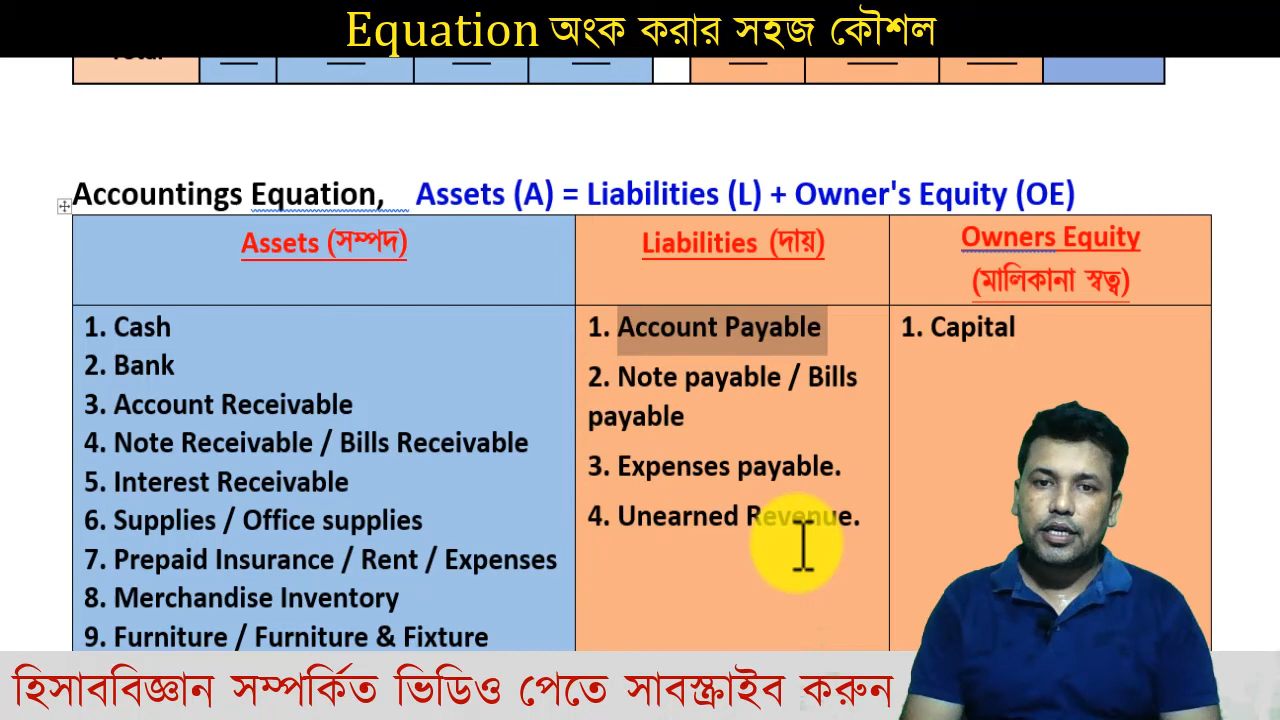 Equation অংক করার সহজ কৌশল
Accountings Equation, Assets (A) = Liabilities (L) + Owner's Equity (OE)
Assets (সম্পদ)
Liabilities (দায়)
Owners Equity
(মালিকানা স্বত্ব)
1. Cash
2. Bank
3. Account Receivable
4. Note Receivable / Bills Receivable
5. Interest Receivable
6. Supplies / Office supplies
7. Prepaid Insurance / Rent / Expenses
8. Merchandise Inventory
9. Furniture / Furniture & Fixture
1. Account Payable
2. Note payable / Bills
payable
3. Expenses payable.
4. Unearned Revenue.
1. Capital
হিসাববিজ্ঞান সম্পর্কিত ভিডিও পেতে সাবস্ক্রাইব করুন